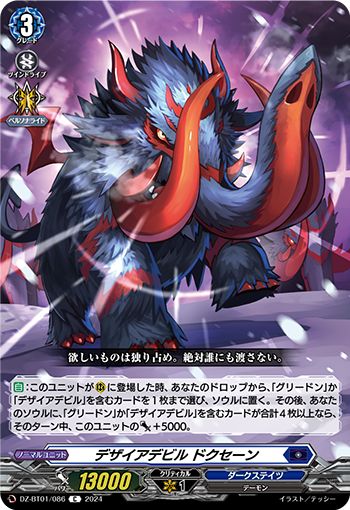 3
グレード
ツインドライブ
ペルソナライド
欲しいものは独り占め。絶対誰にも渡さない。
自:このユニットがRに登場した時、あなたのドロップから、「グリードン」か
「デザイアデビル」を含むカードを1枚まで選び、ソウルに置く。その後、あなた
のソウルに、「グリードン」か「デザイアデビル」を含むカードが合計4枚以上なら、
そのターン中、このユニットの+5000。
ノーマルユニット
デザイアデビル ドクセーン
パワー 13000
クリティカル
1
ダークステイツ
デーモン
DZ-BT01/086 C 2024
イラスト/テッシー